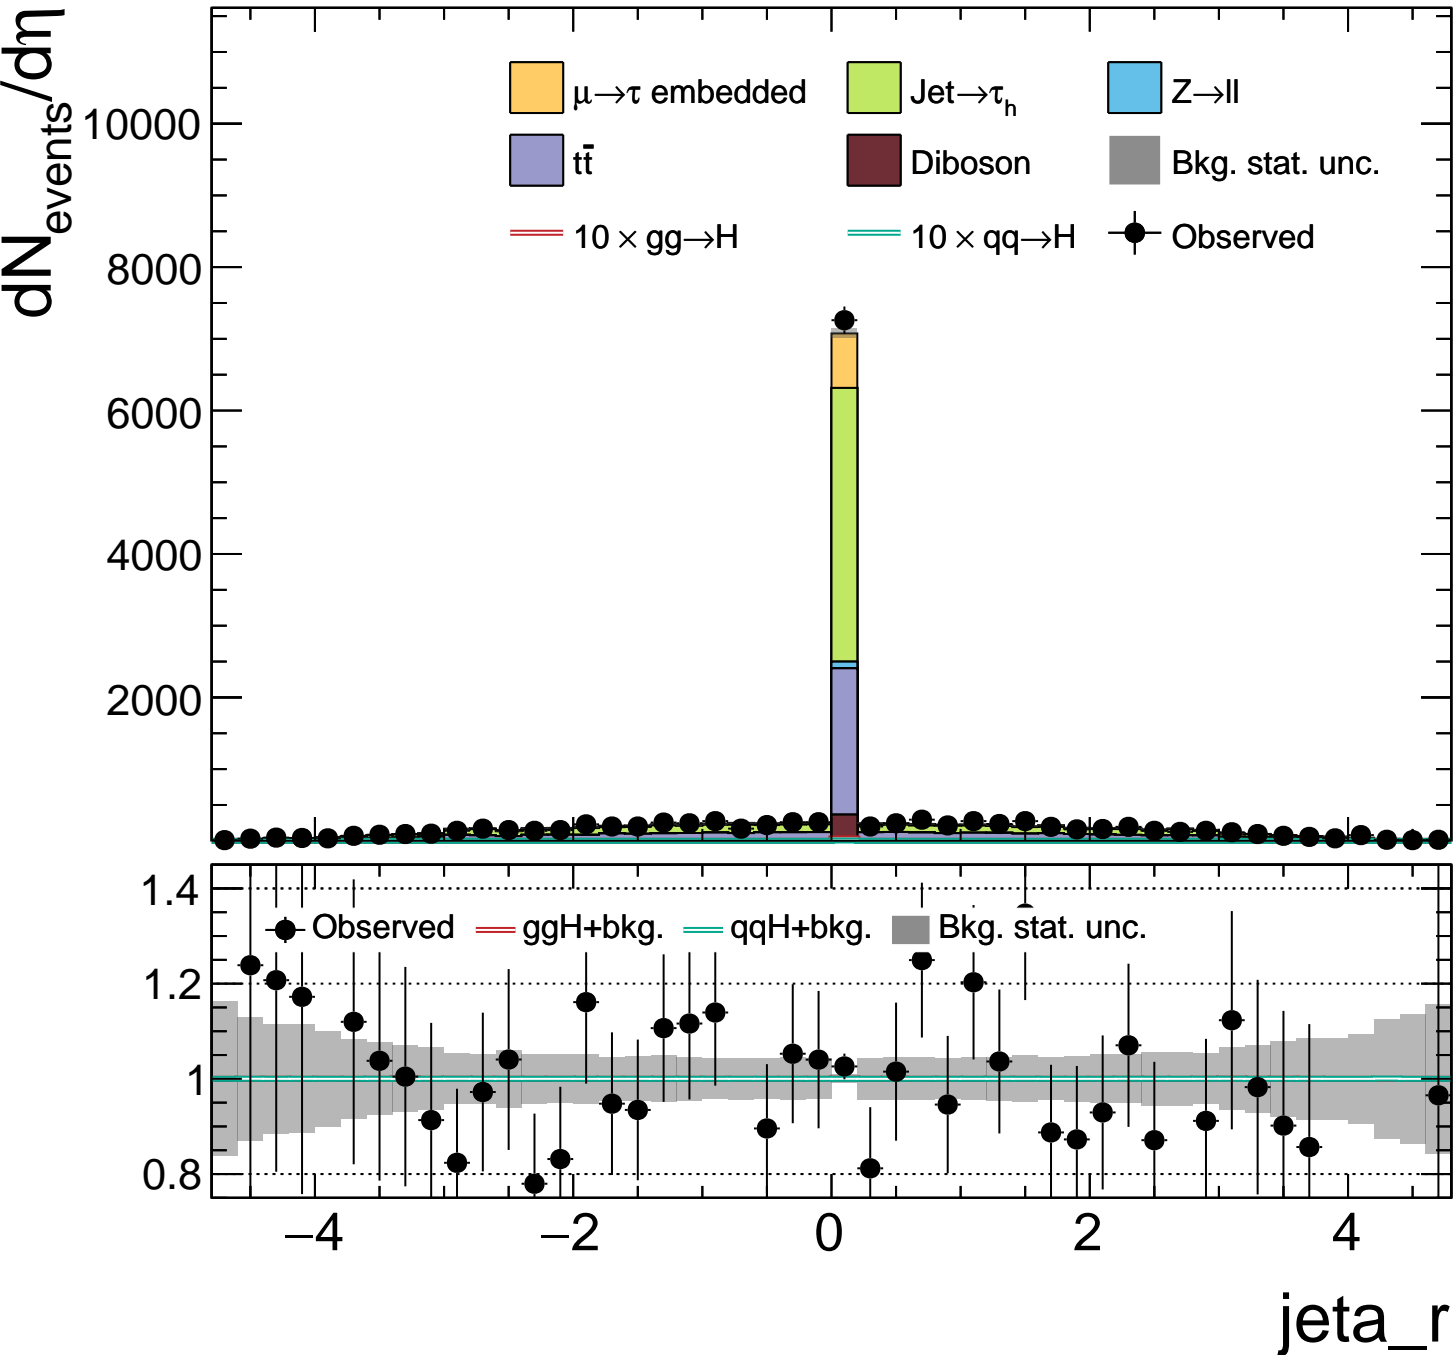 dN_events/dη
μ→τ embedded Jet→τ_h Z→ll
tt̄ Diboson Bkg. stat. unc.
10 × gg→H 10 × qq→H Observed
10000
8000
6000
4000
2000
Observed ggH+bkg. qqH+bkg. Bkg. stat. unc.
1.4
1.2
1
0.8
−4 −2 0 2 4
jeta_r